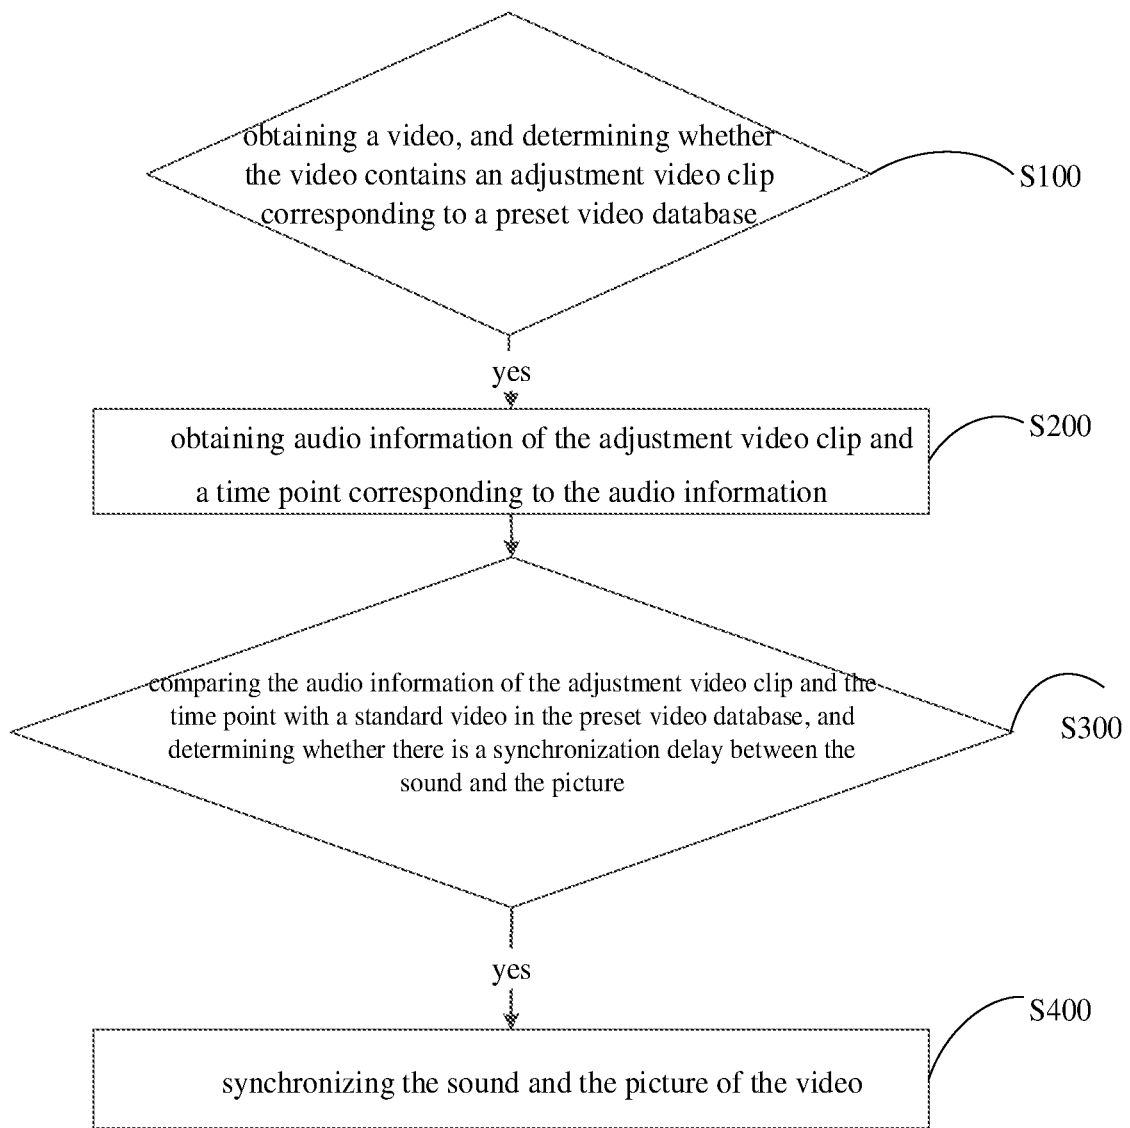 obtaining a video, and determining whether
the video contains an adjustment video clip
corresponding to a preset video database
S100
yes
obtaining audio information of the adjustment video clip and
a time point corresponding to the audio information
S200
comparing the audio information of the adjustment video clip and the
time point with a standard video in the preset video database, and
determining whether there is a synchronization delay between the
sound and the picture
S300
yes
synchronizing the sound and the picture of the video
S400